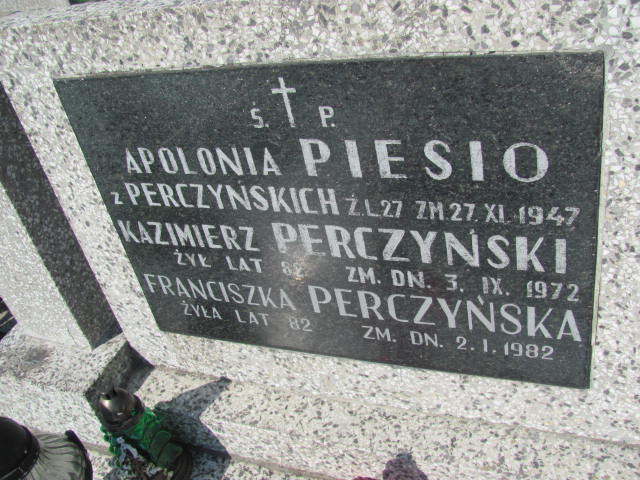 Ś. P.
APOLONIA PIESIO
z PERCZYŃSKICH Ż.L.27 ZM.27.XI.1947
KAZIMIERZ PERCZYŃSKI
ŻYŁ LAT 82 ZM. DN. 3. IX. 1972
FRANCISZKA PERCZYŃSKA
ŻYŁA LAT 82 ZM. DN. 2.I.1982